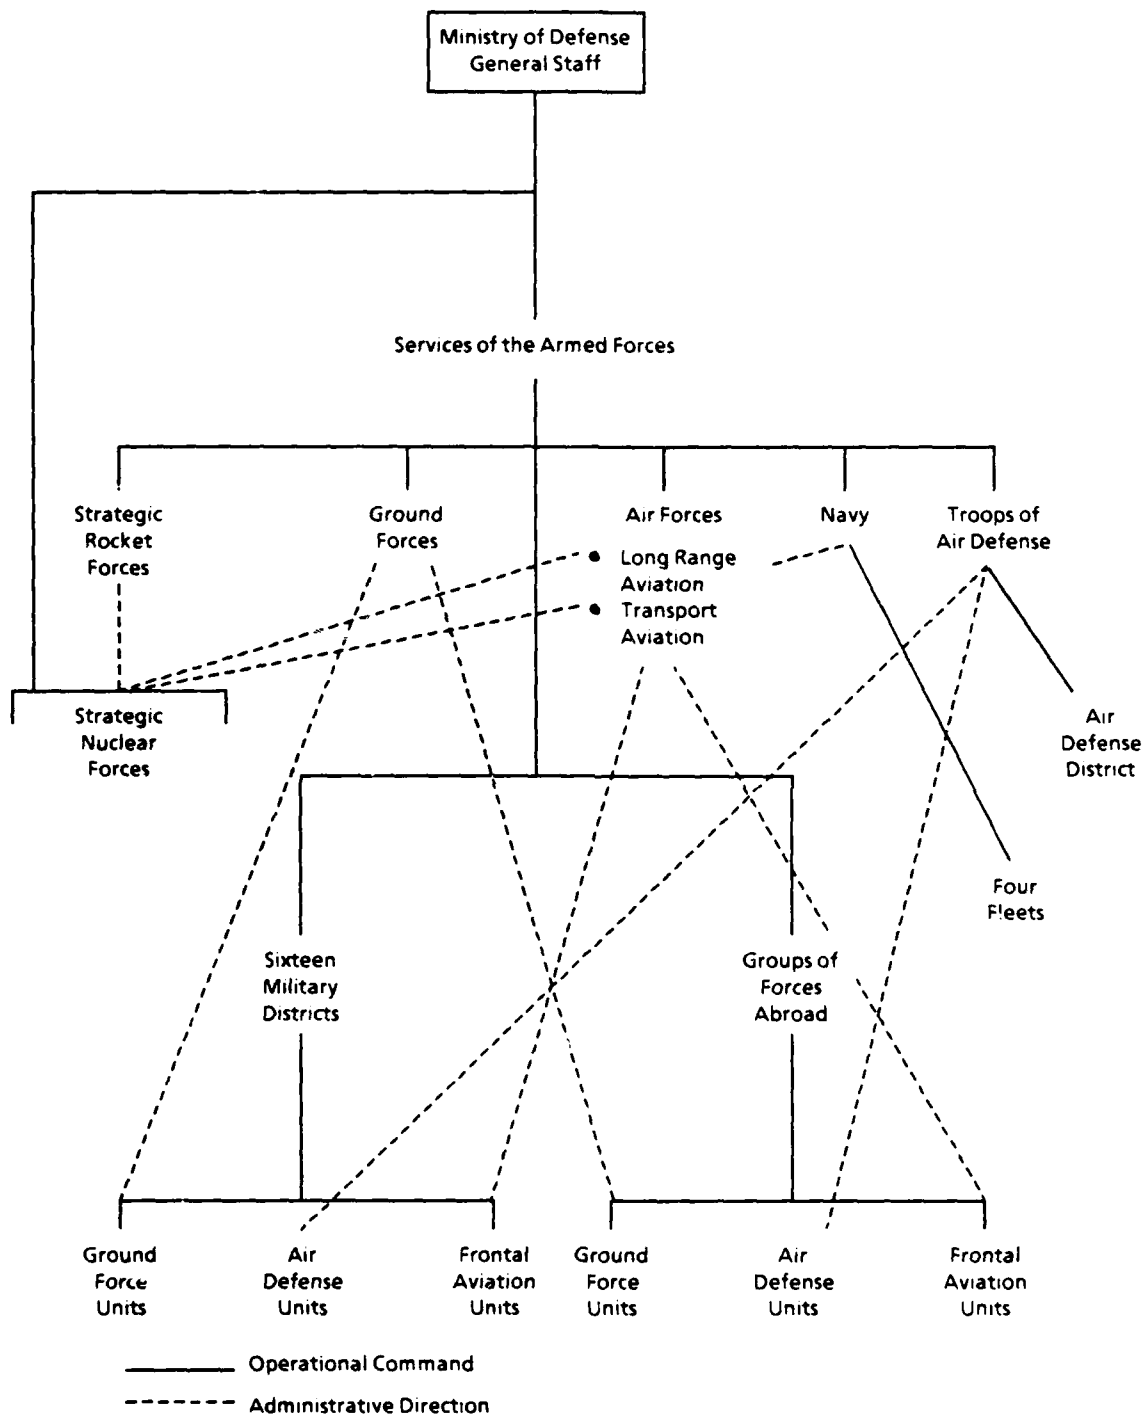 Ministry of Defense
General Staff
Services of the Armed Forces
Strategic
Rocket
Forces
Ground
Forces
Air Forces
• Long Range
Aviation
• Transport
Aviation
Navy
Troops of
Air Defense
Strategic
Nuclear
Forces
Air
Defense
District
Four
Fleets
Sixteen
Military
Districts
Groups of
Forces
Abroad
Ground
Force
Units
Air
Defense
Units
Frontal
Aviation
Units
Ground
Force
Units
Air
Defense
Units
Frontal
Aviation
Units
Operational Command
Administrative Direction